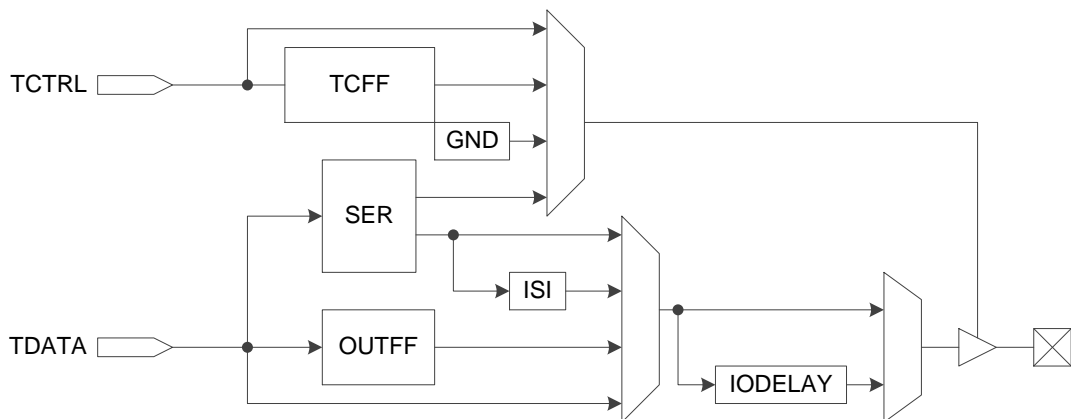 TCTRL
TCFF
GND
SER
ISI
TDATA
OUTFF
IODELAY